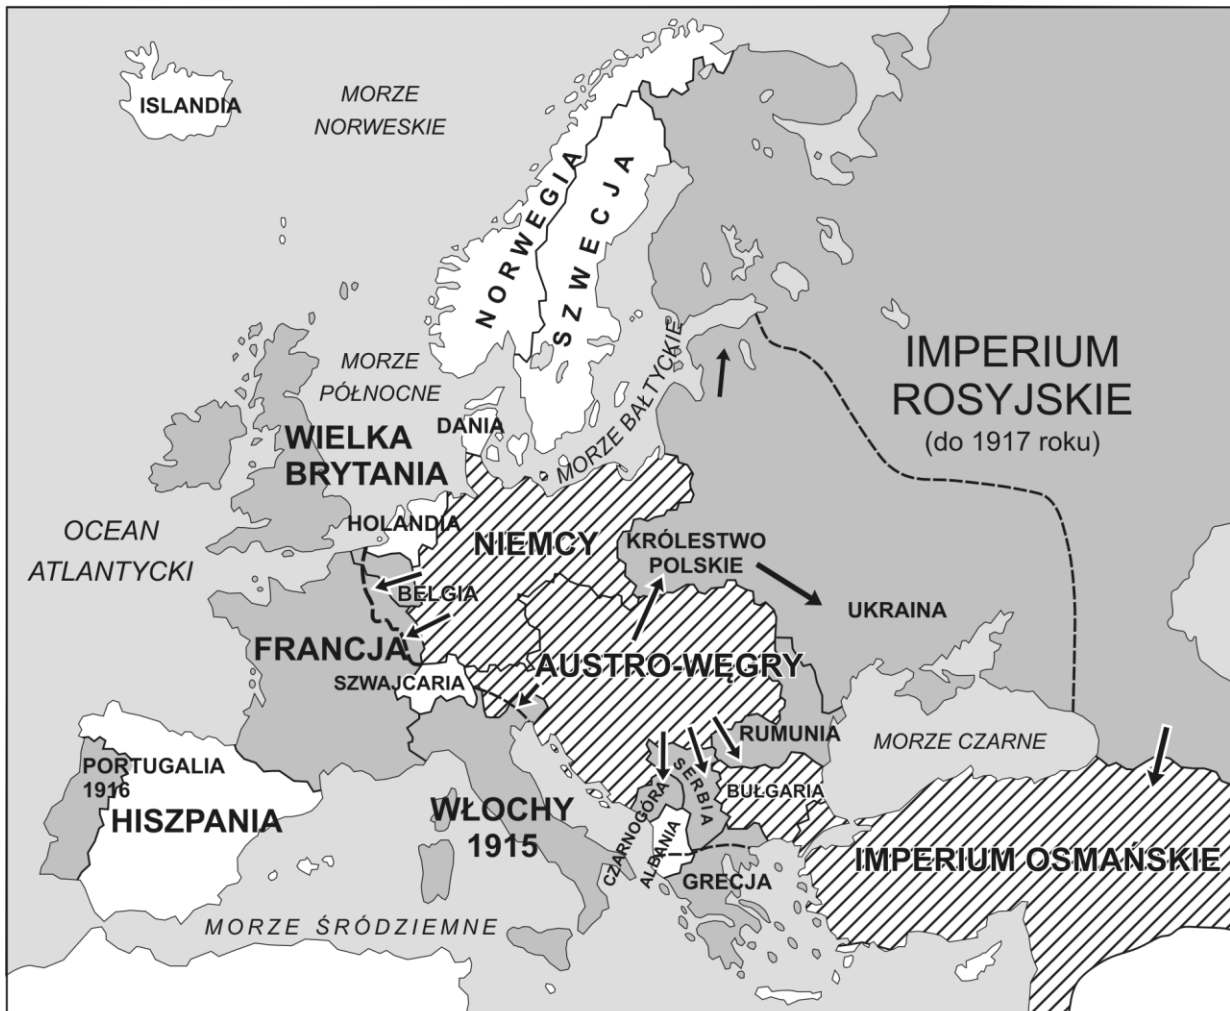 ISLANDIA
MORZE
NORWESKIE
NORWEGIA
SZWECJA
MORZE
PÓŁNOCNE
MORZE BAŁTYCKIE
IMPERIUM
ROSYJSKIE
(do 1917 roku)
DANIA
WIELKA
BRYTANIA
OCEAN
ATLANTYCKI
HOLANDIA
NIEMCY
KRÓLESTWO
POLSKIE
BELGIA
UKRAINA
FRANCJA
SZWAJCARIA
AUSTRO-WĘGRY
RUMUNIA
MORZE CZARNE
PORTUGALIA
1916
HISZPANIA
WŁOCHY
1915
SERBIA
BUŁGARIA
CZARNOGÓRA
ALBANIA
GRECJA
IMPERIUM OSMAŃSKIE
MORZE ŚRÓDZIEMNE